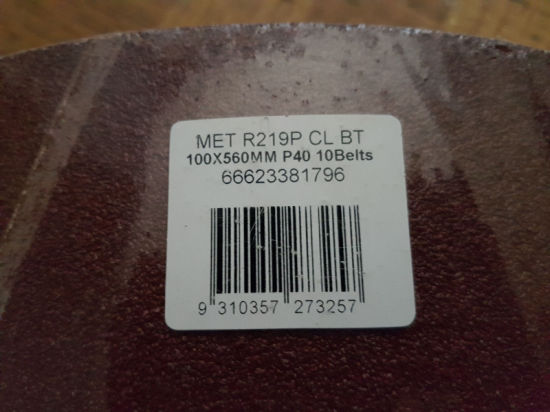 MET R219P CL BT
100X560MM P40 10Belts
66623381796
9 310357 273257